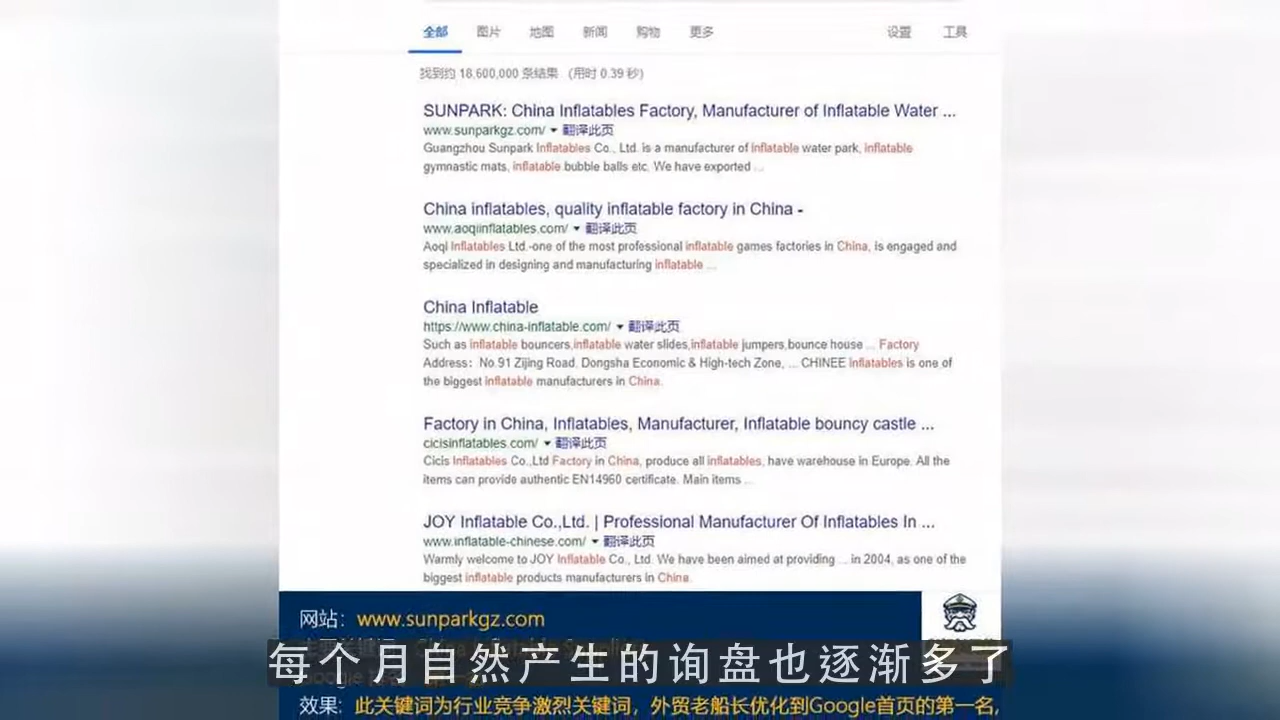 全部 图片 地图 新闻 购物 更多 设置 工具
找到约 18,600,000 条结果 (用时 0.39 秒)
SUNPARK: China Inflatables Factory, Manufacturer of Inflatable Water ...
www.sunparkgz.com/ 翻译此页
Guangzhou Sunpark Inflatables Co., Ltd. is a manufacturer of inflatable water park, inflatable
gymnastic mats, inflatable bubble balls etc. We have exported ...
China inflatables, quality inflatable factory in China -
www.aoqiinflatables.com/ 翻译此页
Aoqi Inflatables Ltd.-one of the most professional inflatable games factories in China, is engaged and
specialized in designing and manufacturing inflatable ...
China Inflatable
https://www.china-inflatable.com/ 翻译此页
Such as inflatable bouncers,inflatable water slides,inflatable jumpers,bounce house ... Factory
Address: No.91 Zijing Road, Dongsha Economic & High-tech Zone, ... CHINEE Inflatables is one of
the biggest inflatable manufacturers in China.
Factory in China, Inflatables, Manufacturer, Inflatable bouncy castle ...
cicisinflatables.com/ 翻译此页
Cicis Inflatables Co.,Ltd Factory in China, produce all inflatables, have warehouse in Europe. All the
items can provide authentic EN14960 certificate. Main items ...
JOY Inflatable Co.,Ltd. | Professional Manufacturer Of Inflatables In ...
www.inflatable-chinese.com/ 翻译此页
Warmly welcome to JOY Inflatable Co., Ltd. We have been aimed at providing ... in 2004, as one of the
biggest inflatable products manufacturers in China.
网站：www.sunparkgz.com
每个月自然产生的询盘也逐渐多了
效果：此关键词为行业竞争激烈关键词，外贸老船长优化到Google首页的第一名，